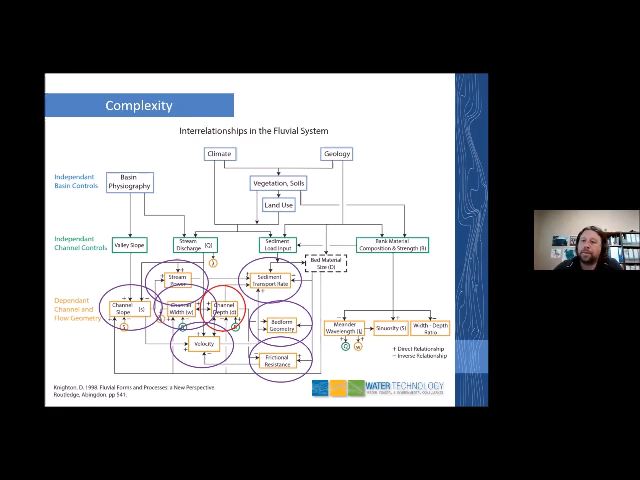 Complexity
Interrelationships in the Fluvial System
Climate
Geology
Independant
Basin Controls
Basin
Physiography
Vegetation, Soils
Land Use
Independant
Channel Controls
Valley Slope
Stream
Discharge (Q)
Sediment
Load Input
Bank Material
Composition & Strength (B)
Bed Material
Size (D)
Stream
Power
Sediment
Transport Rate
Dependant
Channel and
Flow Geometry
Channel
Slope (s)
Channel
Width (w)
Channel
Depth (d)
Bedform
Geometry
Meander
Wavelength (L)
Sinuosity (S)
Width - Depth
Ratio
Velocity
Frictional
Resistance
+ Direct Relationship
− Inverse Relationship
Knighton, D. 1998. Fluvial Forms and Processes: a New Perspective.
Routledge, Abingdon. pp 541.
WATER TECHNOLOGY